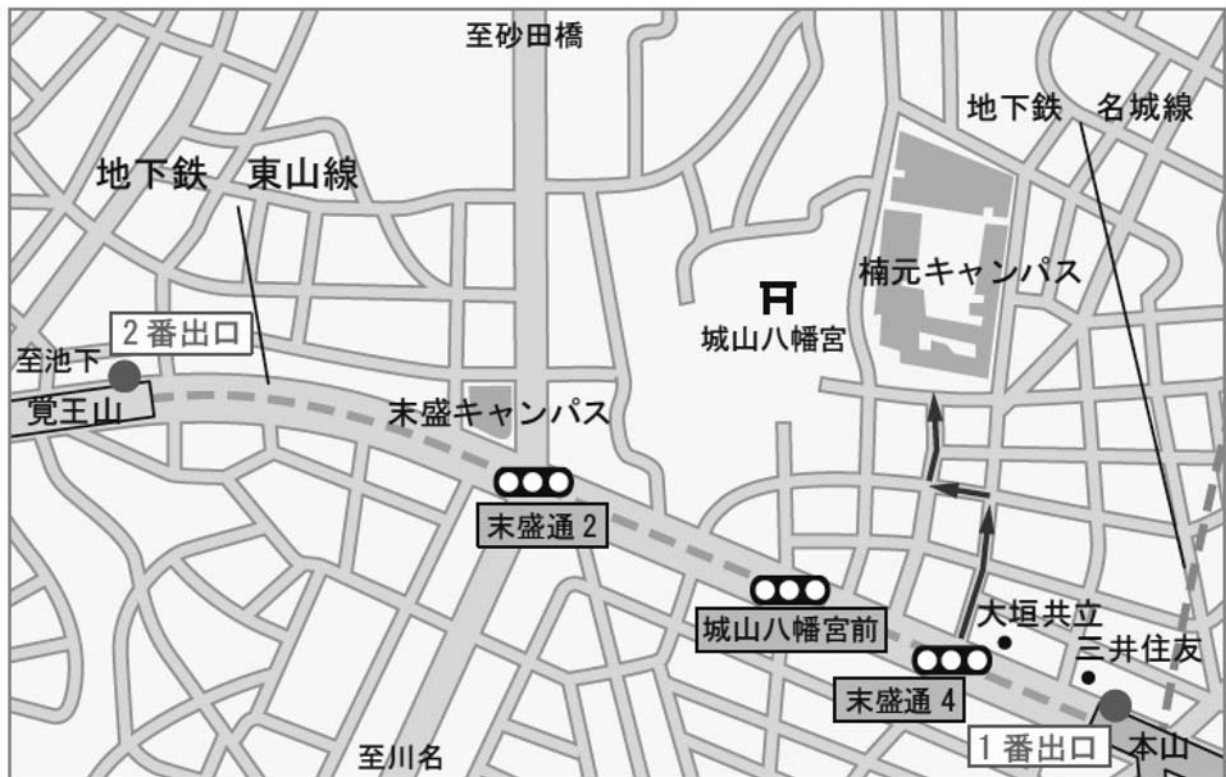 至砂田橋
地下鉄 名城線
地下鉄 東山線
楠元キャンパス
2番出口
城山八幡宮
至池下
覚王山
末盛キャンパス
末盛通2
城山八幡宮前
大垣共立
三井住友
末盛通4
至川名
1番出口
本山